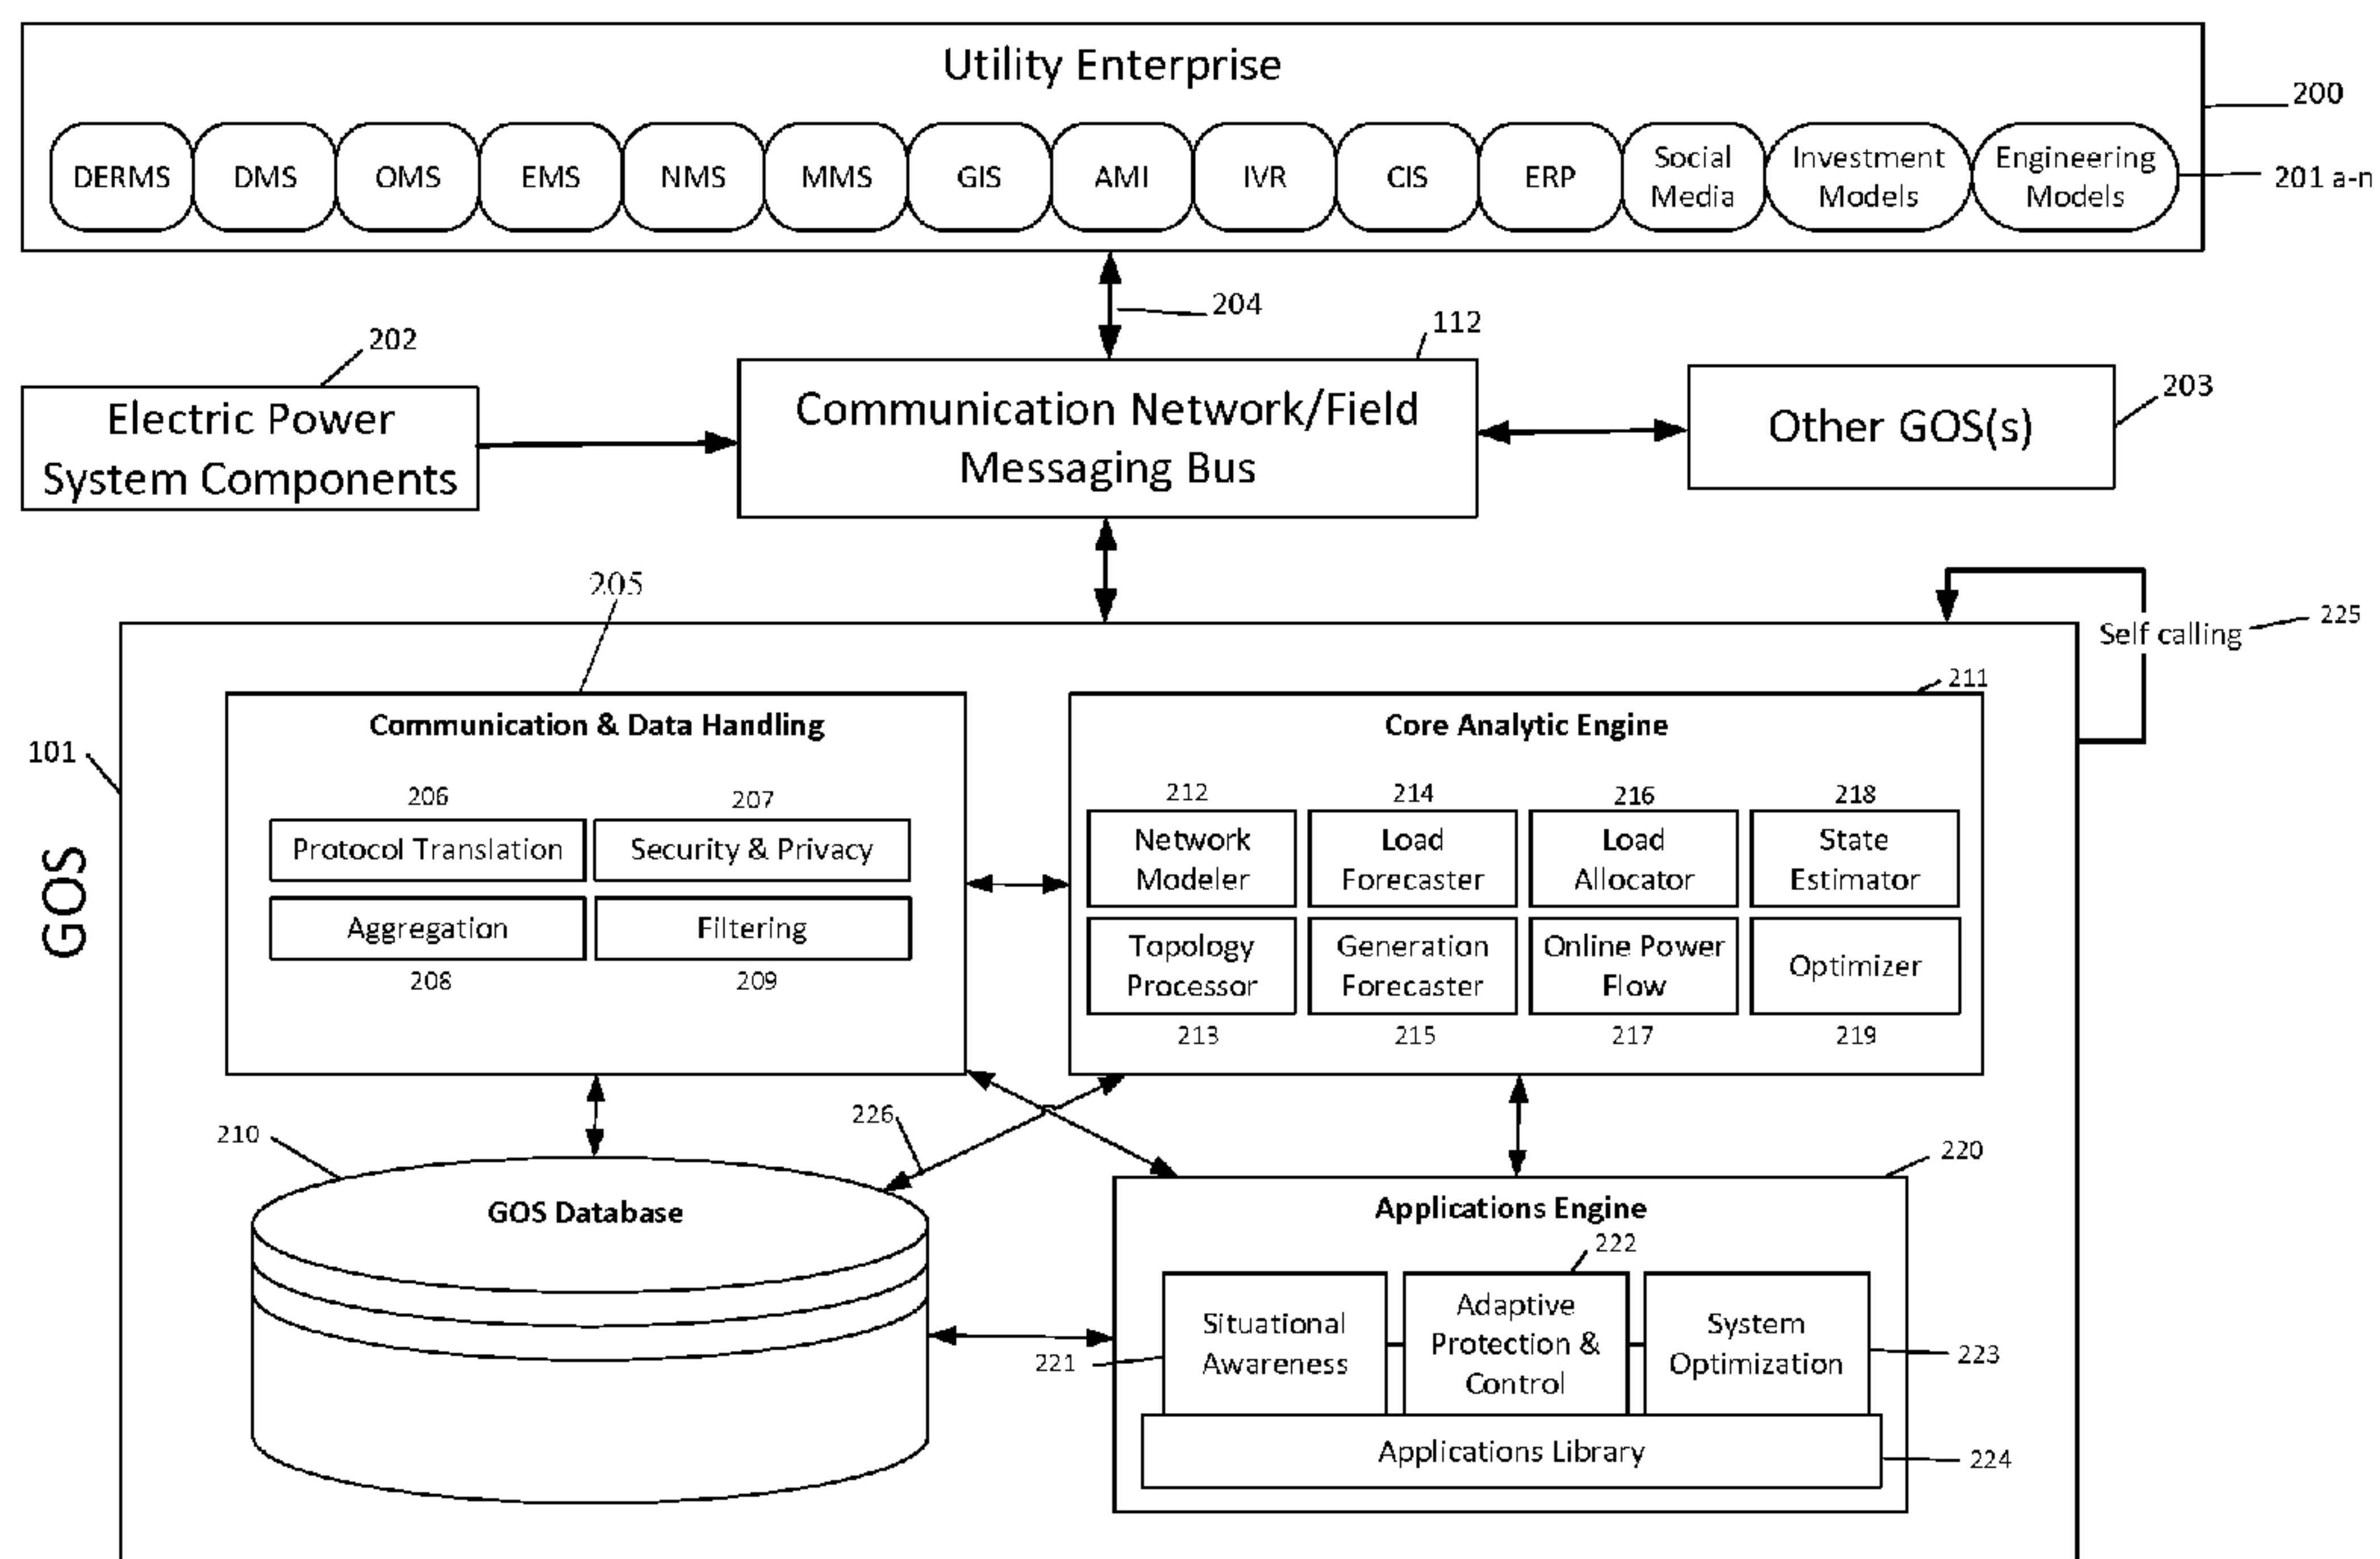 Utility Enterprise
200
DERMS
DMS
OMS
EMS
NMS
MMS
GIS
AMI
IVR
CIS
ERP
Social
Media
Investment
Models
Engineering
Models
201 a-n
204
202
112
Electric Power
System Components
Communication Network/Field
Messaging Bus
Other GOS(s)
203
205
Self calling
225
101
GOS
Communication & Data Handling
206
207
Protocol Translation
Security & Privacy
Aggregation
Filtering
208
209
211
Core Analytic Engine
212
214
216
218
Network
Modeler
Load
Forecaster
Load
Allocator
State
Estimator
Topology
Processor
Generation
Forecaster
Online Power
Flow
Optimizer
213
215
217
219
210
226
GOS Database
220
Applications Engine
222
Situational
Awareness
Adaptive
Protection &
Control
System
Optimization
221
223
Applications Library
224